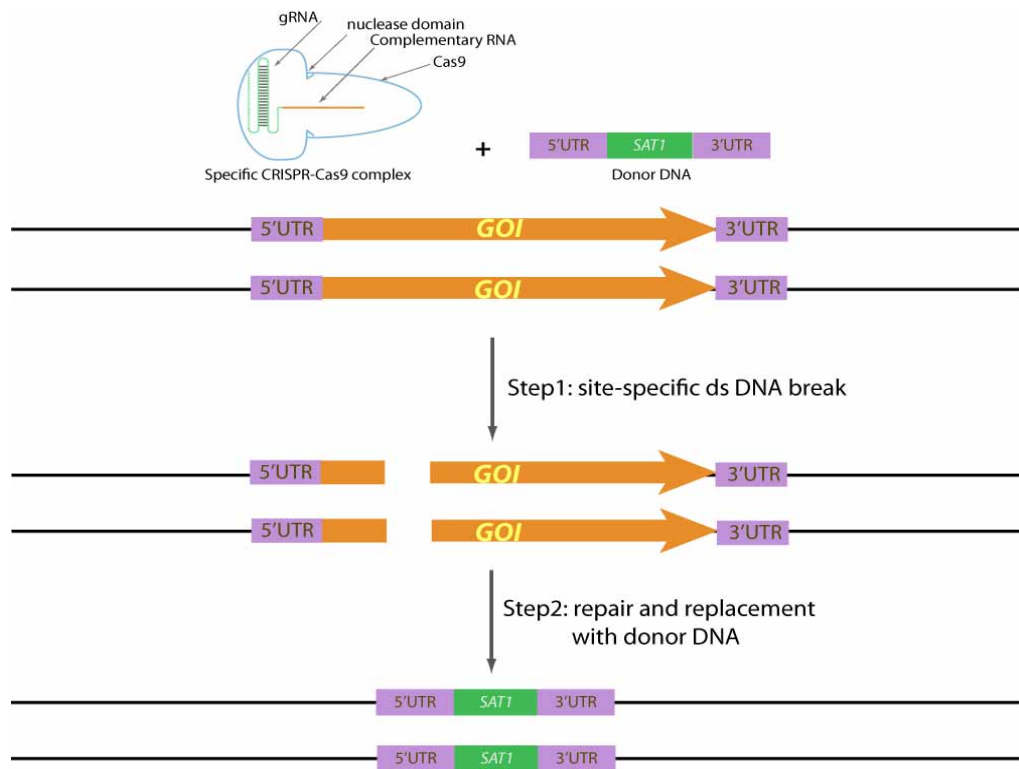 gRNA
nuclease domain
Complementary RNA
Cas9
+
5'UTR SAT1 3'UTR
Specific CRISPR-Cas9 complex
Donor DNA
5'UTR GOI 3'UTR
5'UTR GOI 3'UTR
Step1: site-specific ds DNA break
5'UTR GOI 3'UTR
5'UTR GOI 3'UTR
Step2: repair and replacement
with donor DNA
5'UTR SAT1 3'UTR
5'UTR SAT1 3'UTR